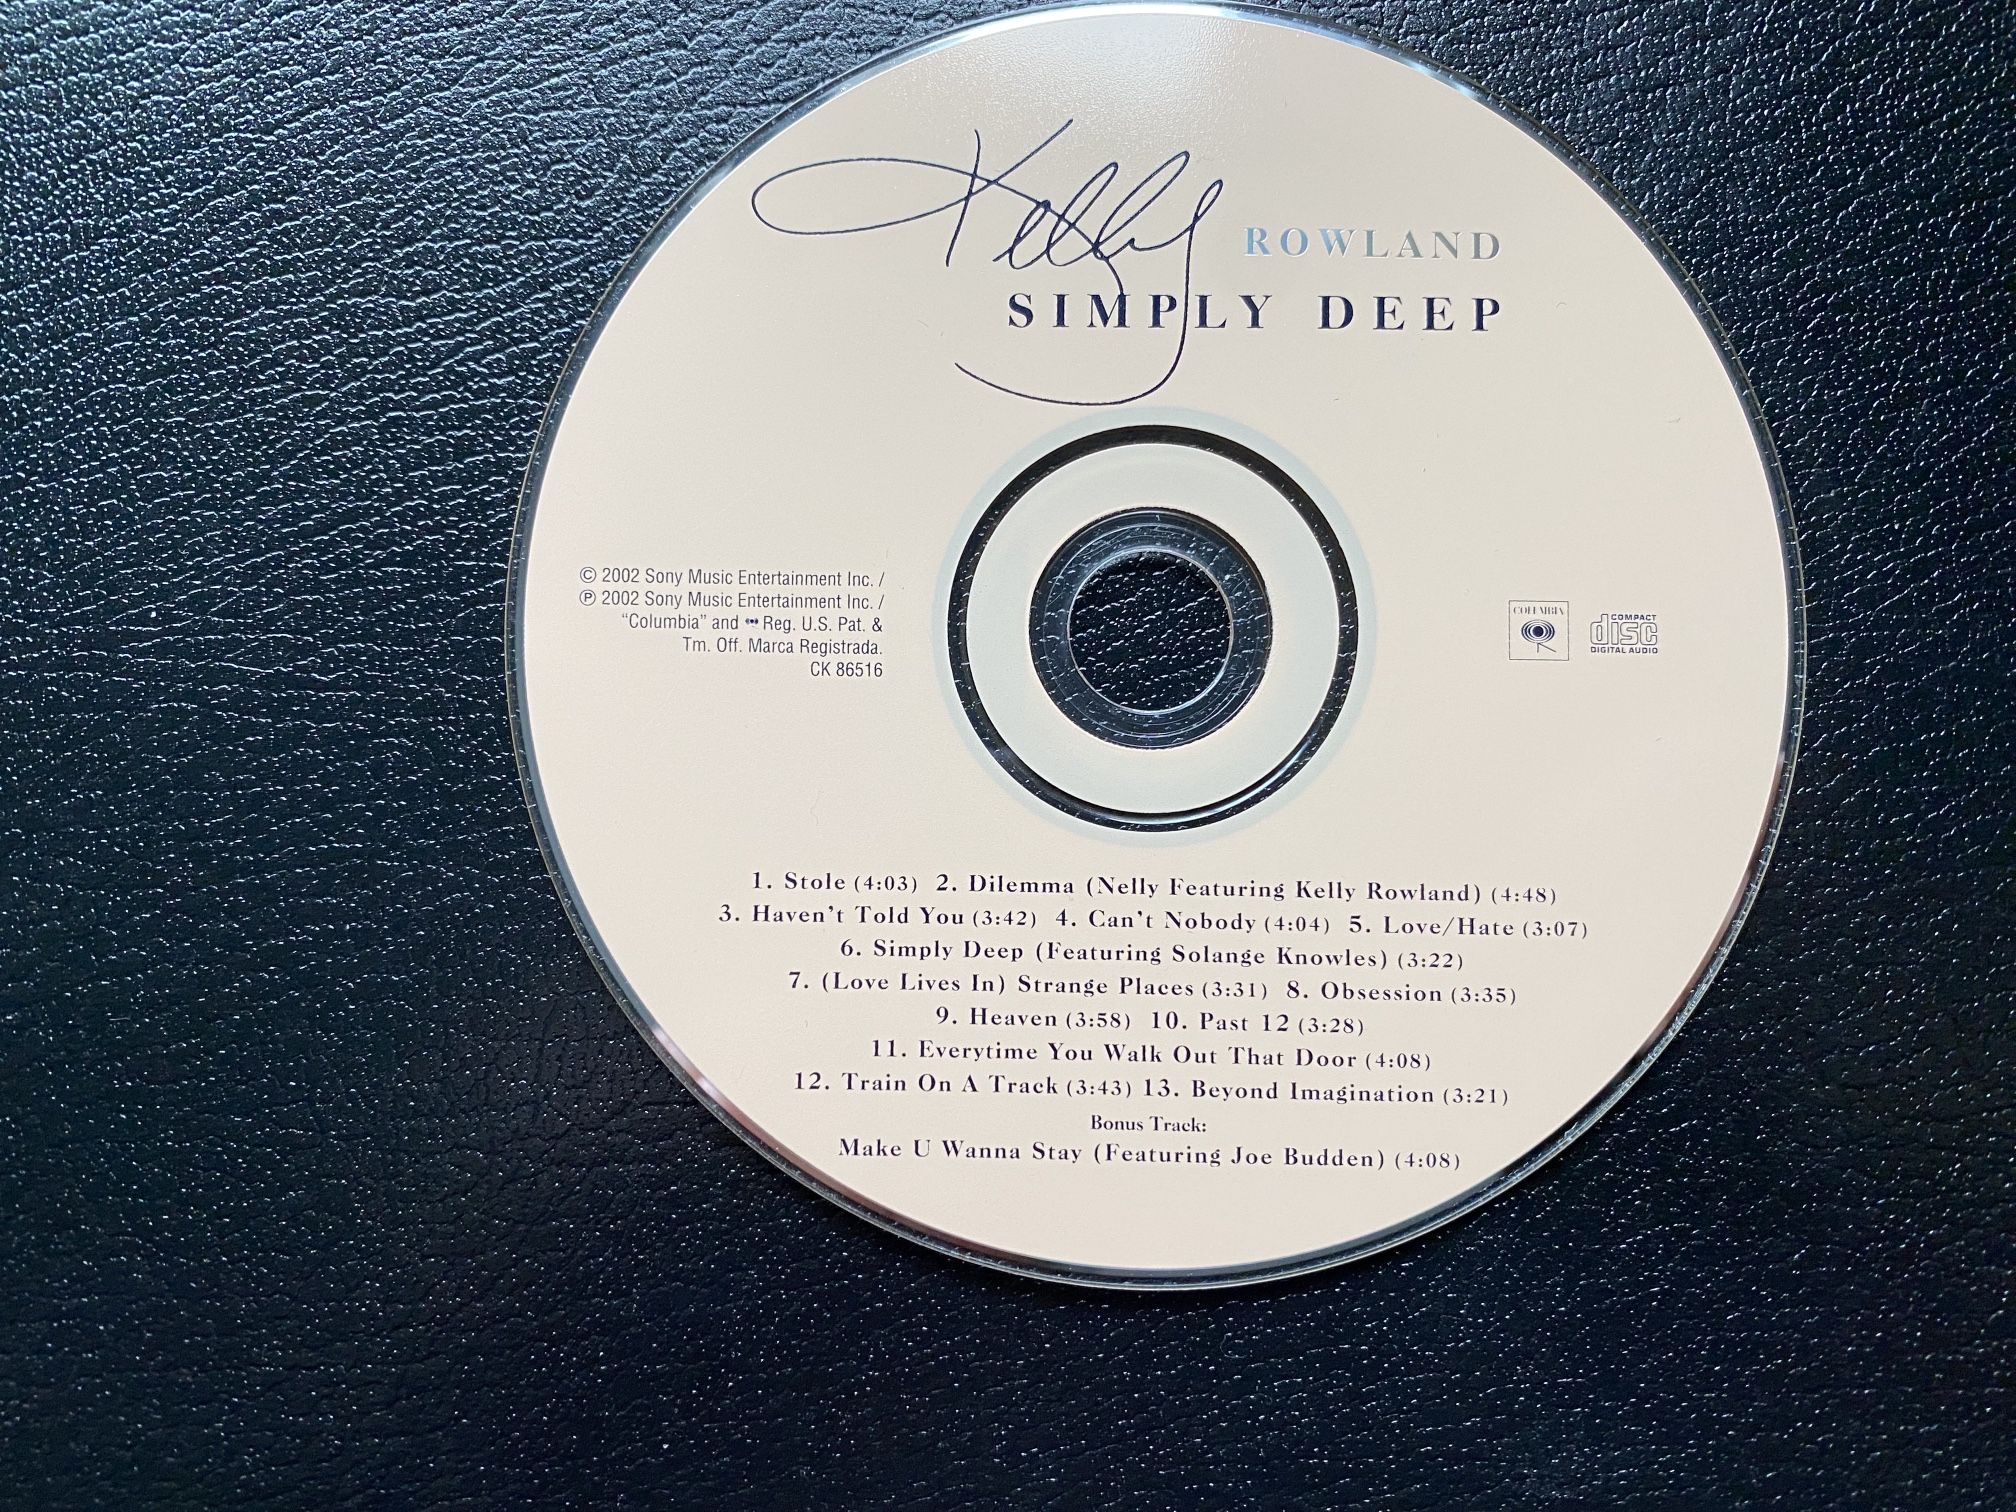 Kelly ROWLAND
SIMPLY DEEP
© 2002 Sony Music Entertainment Inc. /
℗ 2002 Sony Music Entertainment Inc. /
"Columbia" and Reg. U.S. Pat. &
Tm. Off. Marca Registrada.
CK 86516
COLUMBIA
COMPACT
disc
DIGITAL AUDIO
1. Stole (4:03) 2. Dilemma (Nelly Featuring Kelly Rowland) (4:48)
3. Haven't Told You (3:42) 4. Can't Nobody (4:04) 5. Love/Hate (3:07)
6. Simply Deep (Featuring Solange Knowles) (3:22)
7. (Love Lives In) Strange Places (3:31) 8. Obsession (3:35)
9. Heaven (3:58) 10. Past 12 (3:28)
11. Everytime You Walk Out That Door (4:08)
12. Train On A Track (3:43) 13. Beyond Imagination (3:21)
Bonus Track:
Make U Wanna Stay (Featuring Joe Budden) (4:08)